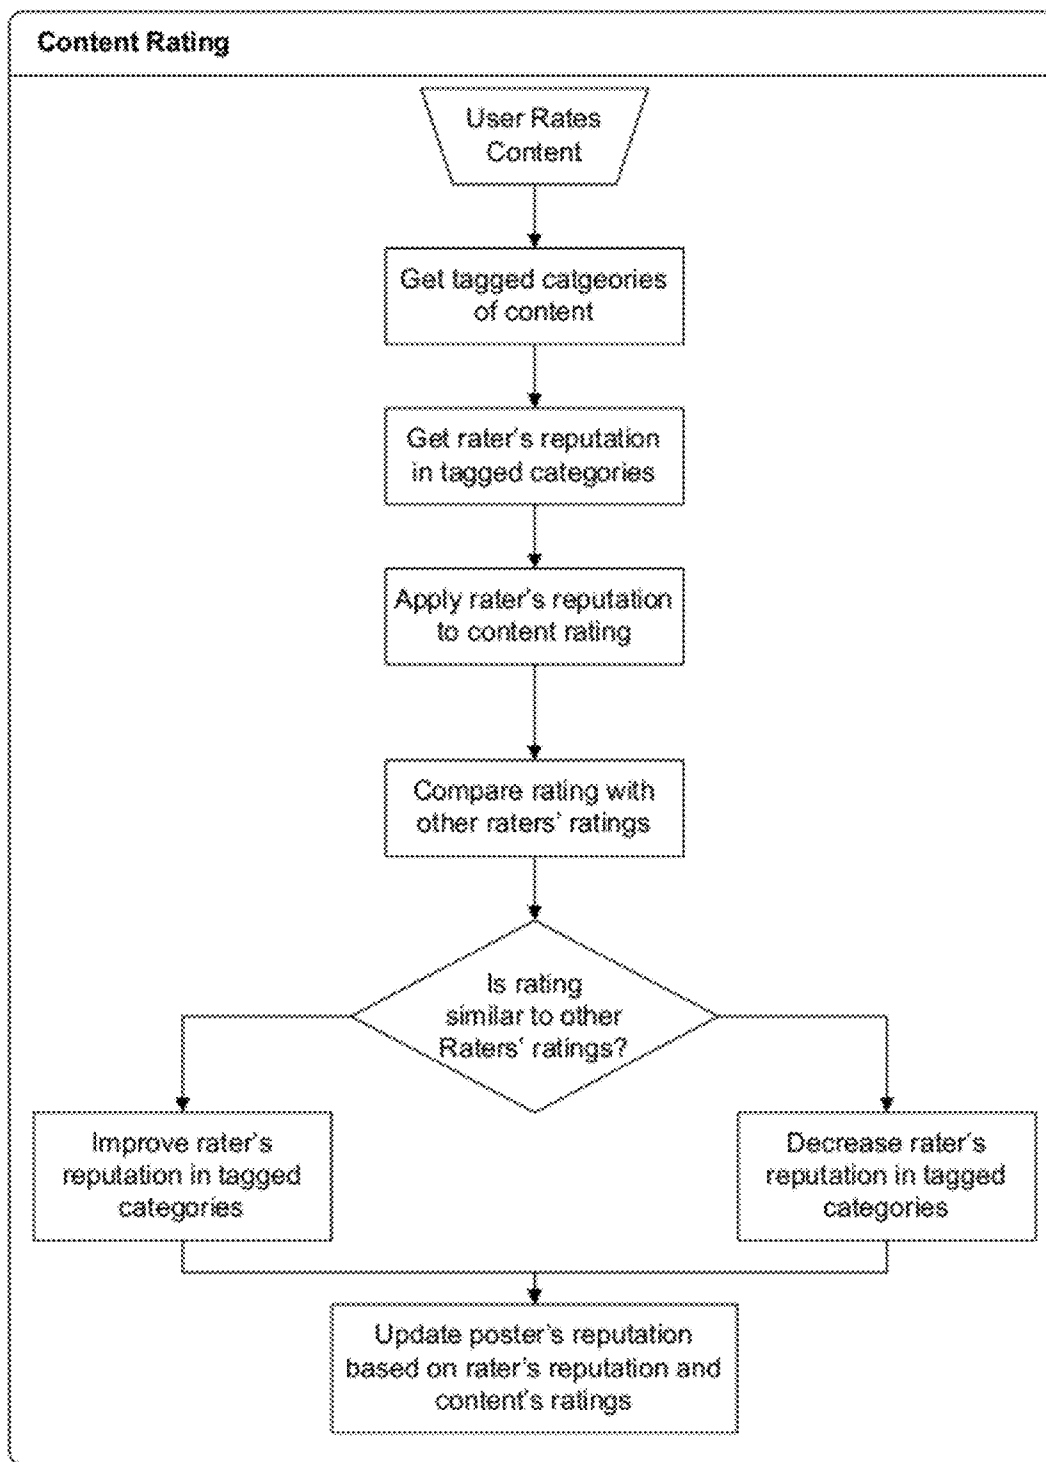 Content Rating
User Rates
Content
Get tagged catgeories
of content
Get rater's reputation
in tagged categories
Apply rater's reputation
to content rating
Compare rating with
other raters' ratings
Is rating
similar to other
Raters' ratings?
Improve rater's
reputation in tagged
categories
Decrease rater's
reputation in tagged
categories
Update poster's reputation
based on rater's reputation and
content's ratings